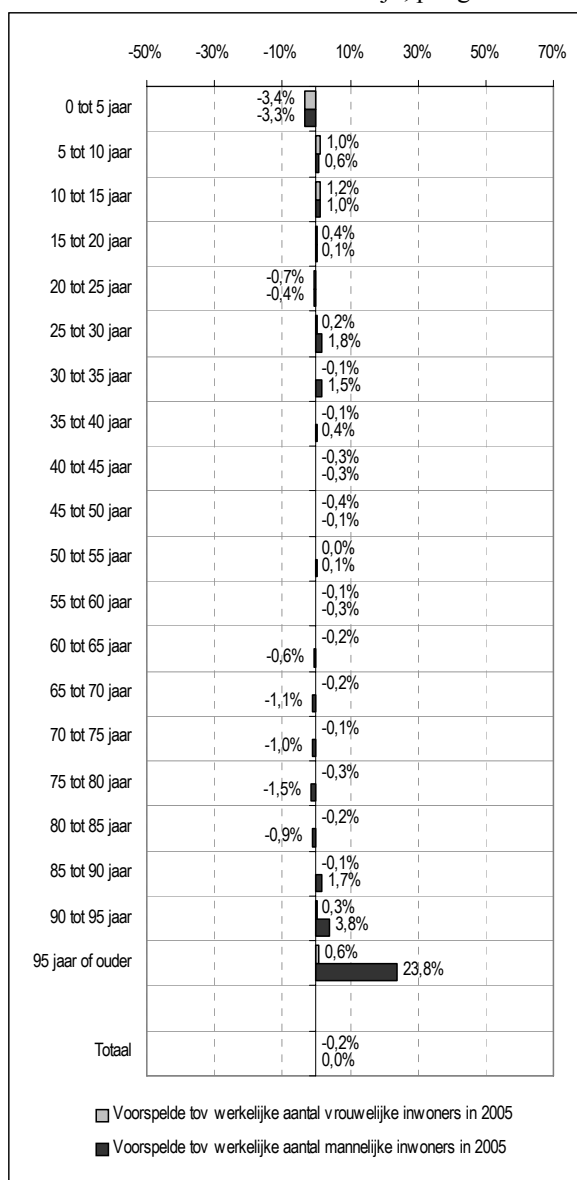 -50% -30% -10% 10% 30% 50% 70%
0 tot 5 jaar
-3,4%
-3,3%
5 tot 10 jaar
1,0%
0,6%
10 tot 15 jaar
1,2%
1,0%
15 tot 20 jaar
0,4%
0,1%
20 tot 25 jaar
-0,7%
-0,4%
25 tot 30 jaar
0,2%
1,8%
30 tot 35 jaar
-0,1%
1,5%
35 tot 40 jaar
-0,1%
0,4%
40 tot 45 jaar
-0,3%
-0,3%
45 tot 50 jaar
-0,4%
-0,1%
50 tot 55 jaar
0,0%
0,1%
55 tot 60 jaar
-0,1%
-0,3%
60 tot 65 jaar
-0,2%
-0,6%
65 tot 70 jaar
-0,2%
-1,1%
70 tot 75 jaar
-0,1%
-1,0%
75 tot 80 jaar
-0,3%
-1,5%
80 tot 85 jaar
-0,2%
-0,9%
85 tot 90 jaar
-0,1%
1,7%
90 tot 95 jaar
0,3%
3,8%
95 jaar of ouder
0,6%
23,8%
Totaal
-0,2%
0,0%
Voorspelde tov werkelijke aantal vrouwelijke inwoners in 2005
Voorspelde tov werkelijke aantal mannelijke inwoners in 2005